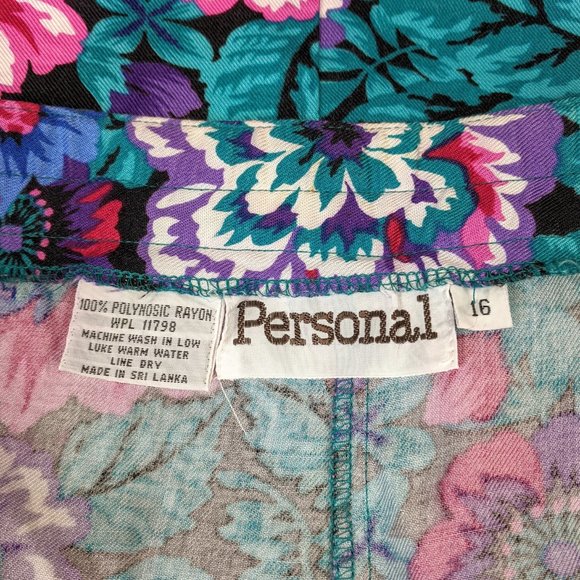 100% POLYNOSIC RAYON
WPL 11798
MACHINE WASH IN LOW
LUKE WARM WATER
LINE DRY
MADE IN SRI LANKA
Personal
16